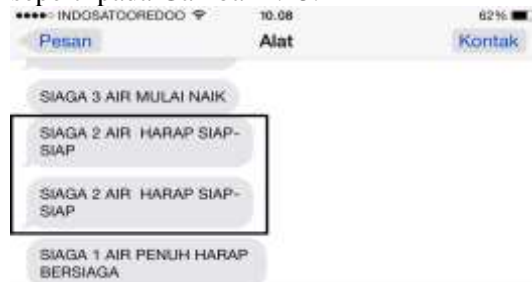 INDOSATOOREDOO 10.08 62%
Pesan Alat Kontak
SIAGA 3 AIR MULAI NAIK
SIAGA 2 AIR HARAP SIAP-
SIAP
SIAGA 2 AIR HARAP SIAP-
SIAP
SIAGA 1 AIR PENUH HARAP
BERSIAGA